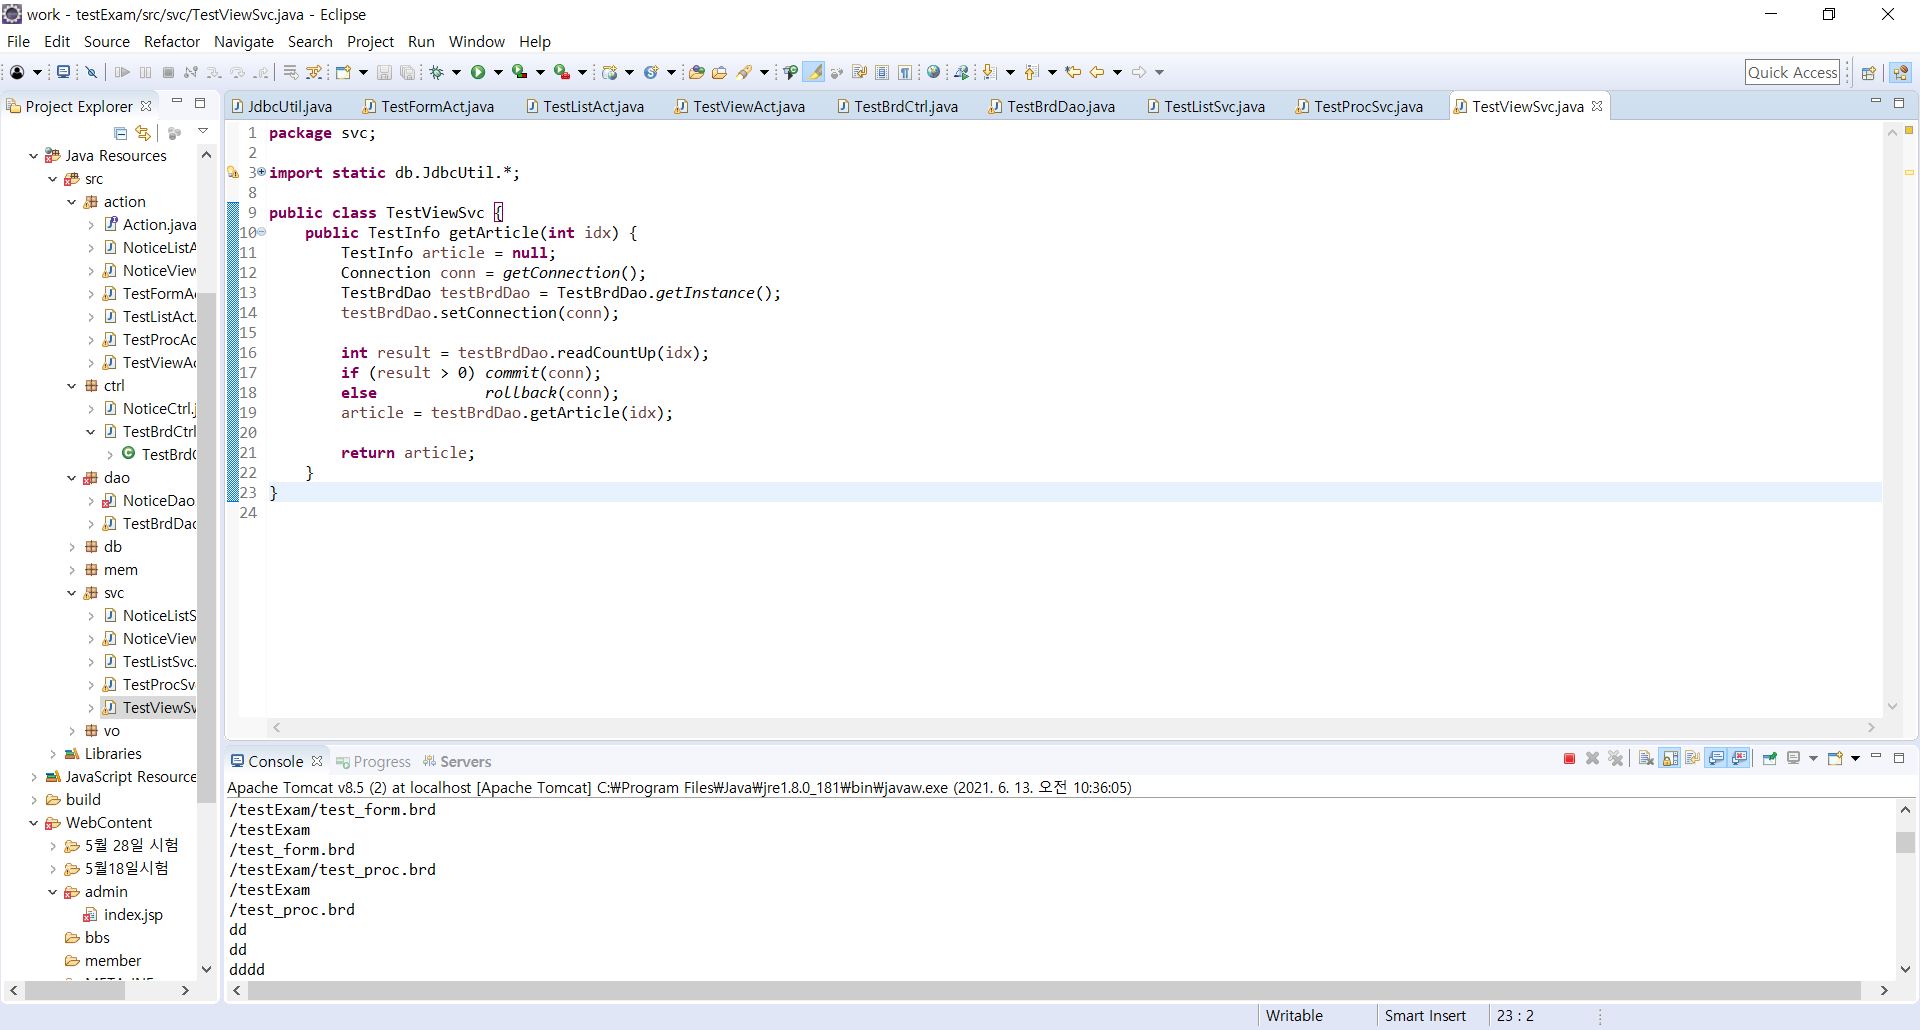 work - testExam/src/svc/TestViewSvc.java - Eclipse
File Edit Source Refactor Navigate Search Project Run Window Help
Quick Access
Project Explorer
Java Resources
src
action
Action.java
NoticeListA
NoticeView
TestFormA
TestListAct.
TestProcAc
TestViewAc
ctrl
NoticeCtrl.j
TestBrdCtrl
TestBrdC
dao
NoticeDao
TestBrdDao
db
mem
svc
NoticeListS
NoticeView
TestListSvc.
TestProcSv
TestViewSv
vo
Libraries
JavaScript Resource
build
WebContent
5월 28일 시험
5월18일시험
admin
index.jsp
bbs
member
JdbcUtil.java TestFormAct.java TestListAct.java TestViewAct.java TestBrdCtrl.java TestBrdDao.java TestListSvc.java TestProcSvc.java TestViewSvc.java
1 package svc;
2
3 import static db.JdbcUtil.*;
8
9 public class TestViewSvc {
10 public TestInfo getArticle(int idx) {
11 TestInfo article = null;
12 Connection conn = getConnection();
13 TestBrdDao testBrdDao = TestBrdDao.getInstance();
14 testBrdDao.setConnection(conn);
15
16 int result = testBrdDao.readCountUp(idx);
17 if (result > 0) commit(conn);
18 else rollback(conn);
19 article = testBrdDao.getArticle(idx);
20
21 return article;
22 }
23 }
24
Console Progress Servers
Apache Tomcat v8.5 (2) at localhost [Apache Tomcat] C:₩Program Files₩Java₩jre1.8.0_181₩bin₩javaw.exe (2021. 6. 13. 오전 10:36:05)
/testExam/test_form.brd
/testExam
/test_form.brd
/testExam/test_proc.brd
/testExam
/test_proc.brd
dd
dd
dddd
Writable Smart Insert 23 : 2